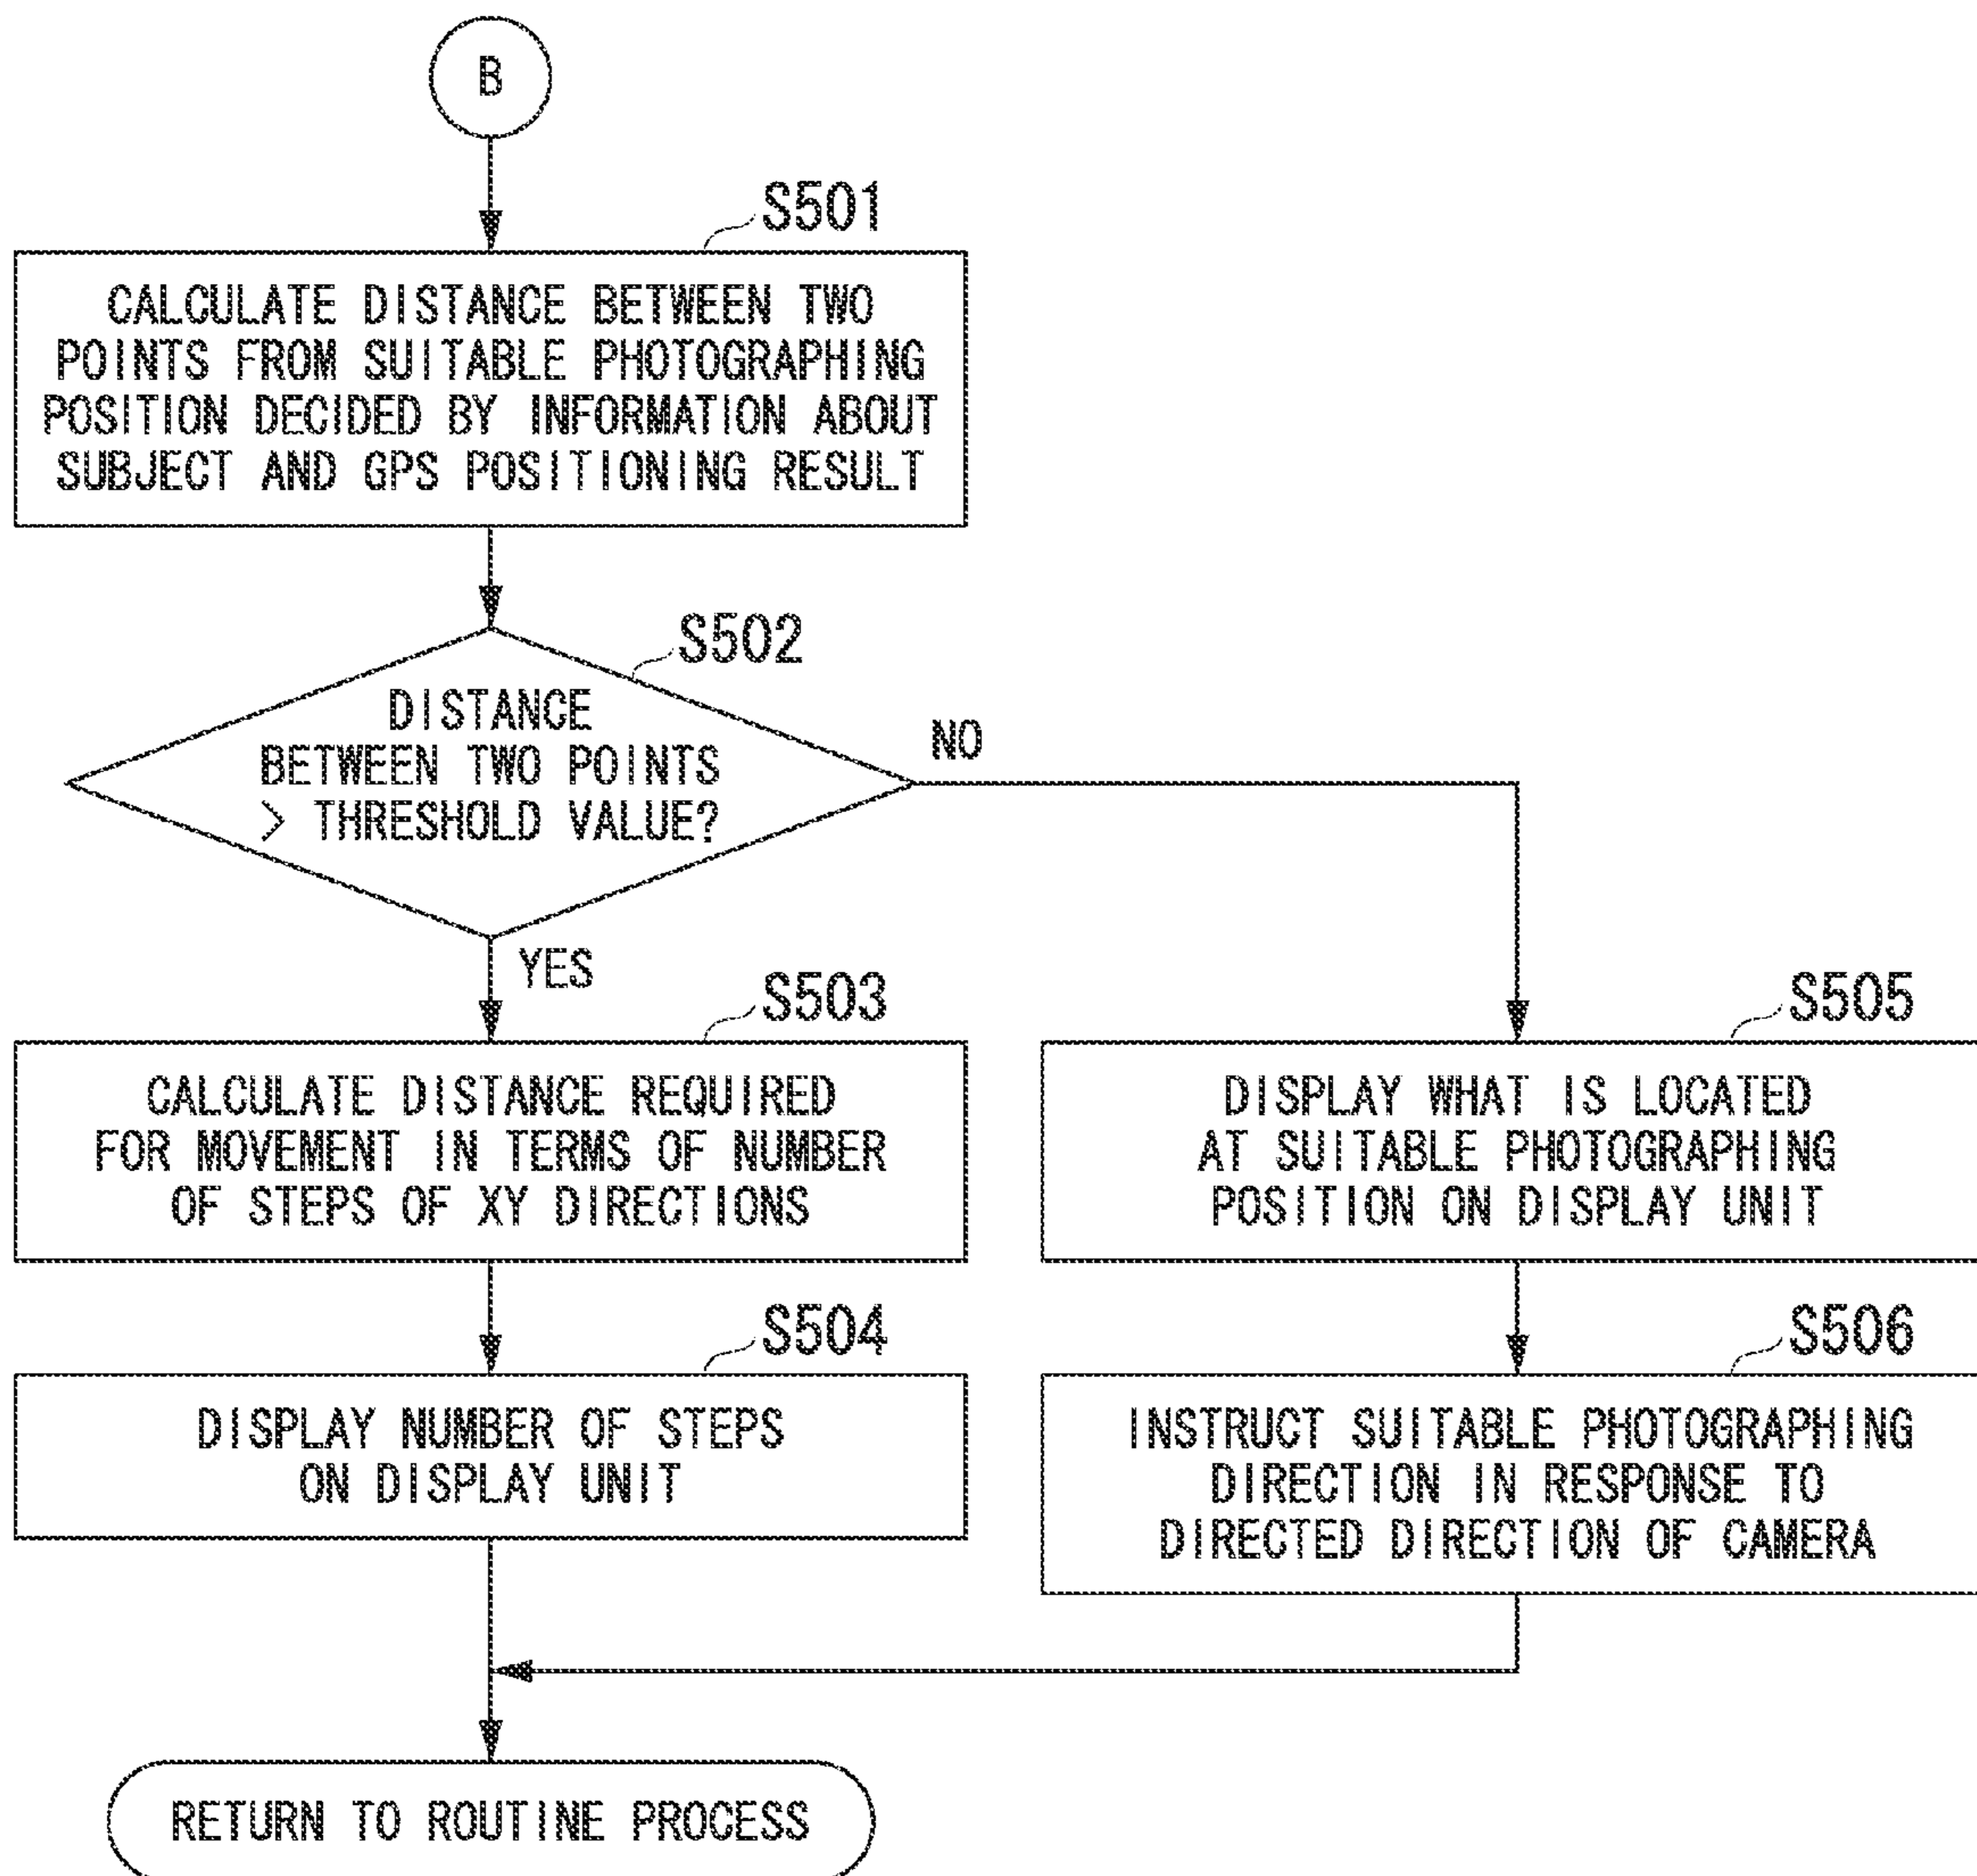 B
S501
CALCULATE DISTANCE BETWEEN TWO
POINTS FROM SUITABLE PHOTOGRAPHING
POSITION DECIDED BY INFORMATION ABOUT
SUBJECT AND GPS POSITIONING RESULT
S502
DISTANCE
BETWEEN TWO POINTS
> THRESHOLD VALUE?
NO
YES
S503
CALCULATE DISTANCE REQUIRED
FOR MOVEMENT IN TERMS OF NUMBER
OF STEPS OF XY DIRECTIONS
S504
DISPLAY NUMBER OF STEPS
ON DISPLAY UNIT
S505
DISPLAY WHAT IS LOCATED
AT SUITABLE PHOTOGRAPHING
POSITION ON DISPLAY UNIT
S506
INSTRUCT SUITABLE PHOTOGRAPHING
DIRECTION IN RESPONSE TO
DIRECTED DIRECTION OF CAMERA
RETURN TO ROUTINE PROCESS